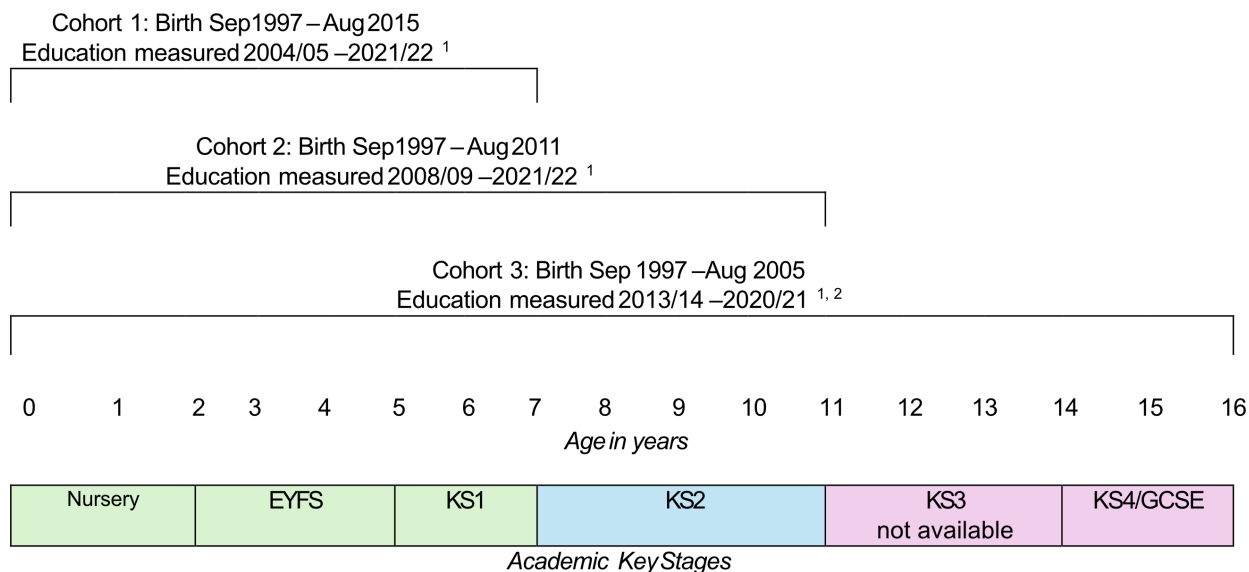 Cohort 1: Birth Sep1997 – Aug2015
Education measured 2004/05 –2021/22 1
Cohort 2: Birth Sep1997 – Aug2011
Education measured 2008/09 –2021/22 1
Cohort 3: Birth Sep 1997 –Aug 2005
Education measured 2013/14 –2020/21 1, 2
0 1 2 3 4 5 6 7 8 9 10 11 12 13 14 15 16
Age in years
Nursery EYFS KS1 KS2 KS3 KS4/GCSE
not available
Academic Key Stages